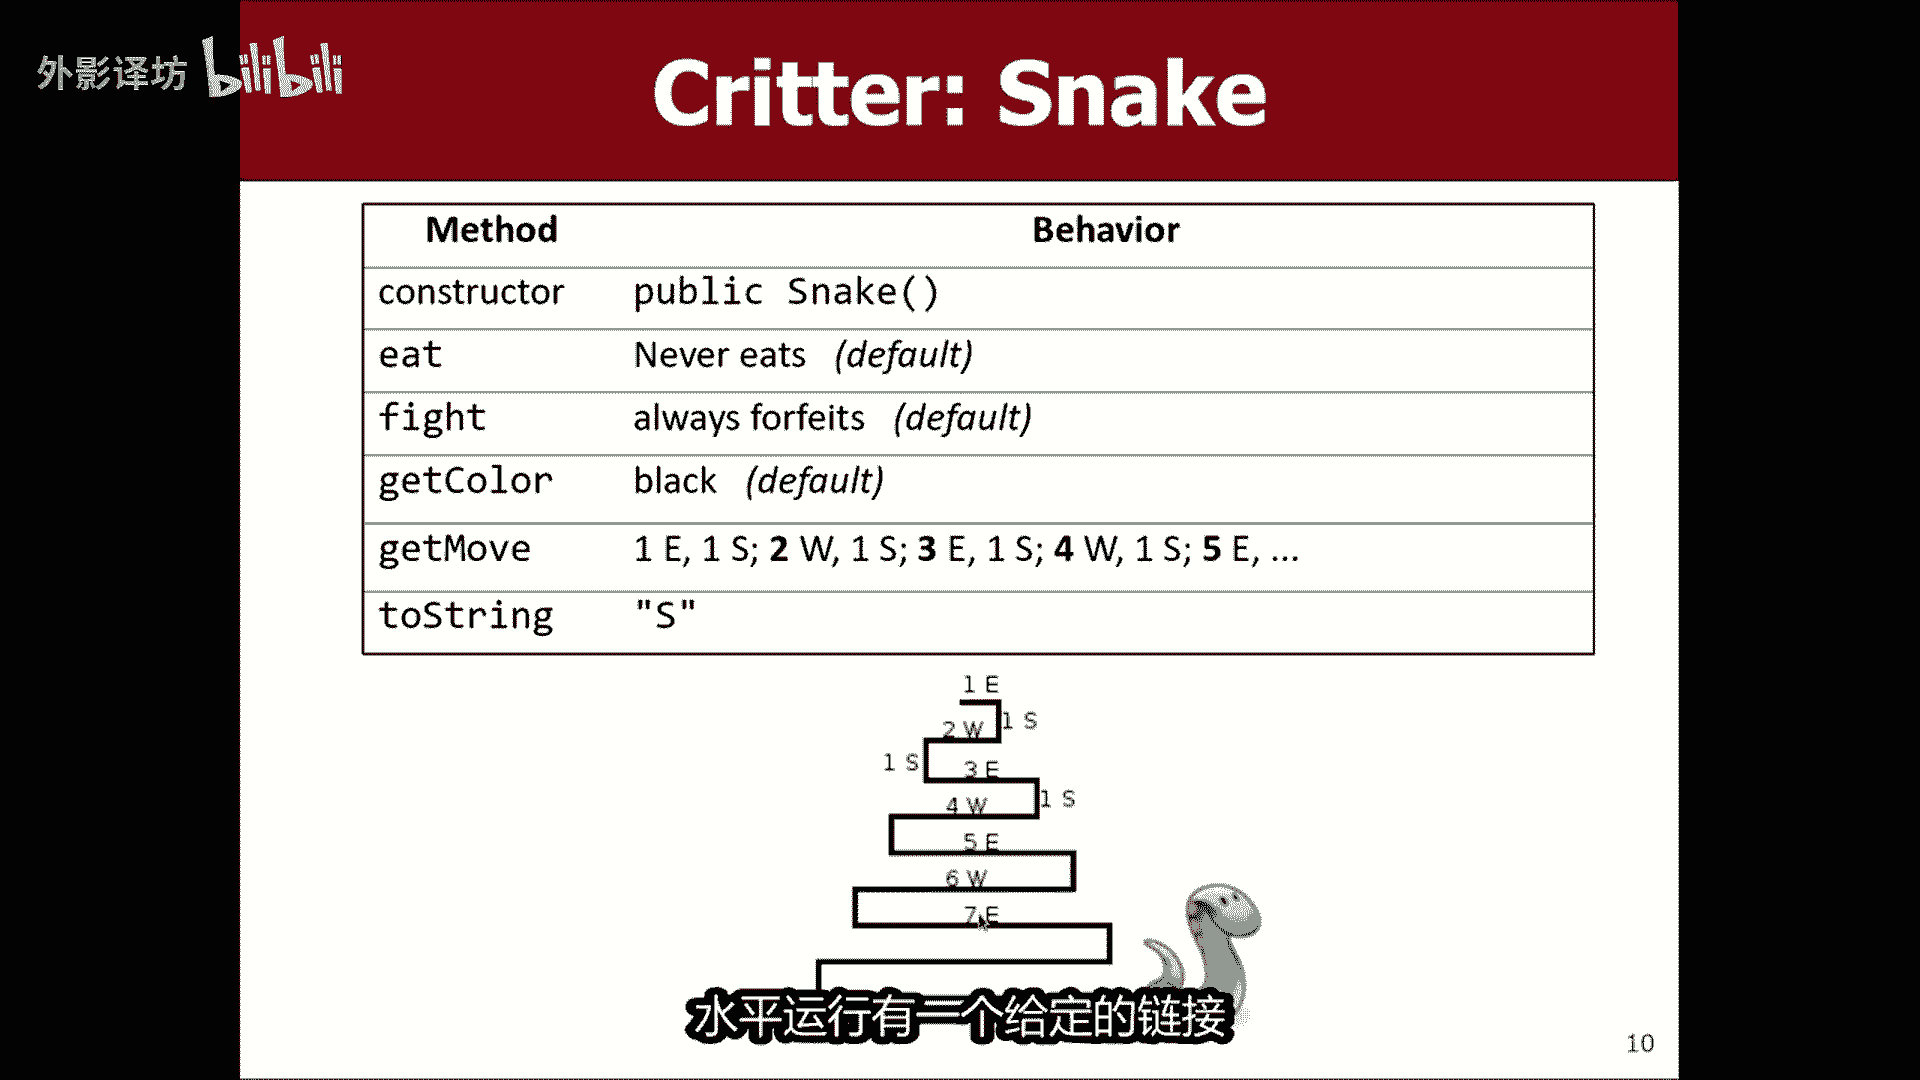 外影译坊 bilibili
Critter: Snake
Method Behavior
constructor public Snake()
eat Never eats (default)
fight always forfeits (default)
getColor black (default)
getMove 1 E, 1 S; 2 W, 1 S; 3 E, 1 S; 4 W, 1 S; 5 E, ...
toString "S"
1 E
1 S
2 W
1 S
3 E
1 S
4 W
5 E
6 W
7 E
水平运行有一个给定的链接
10